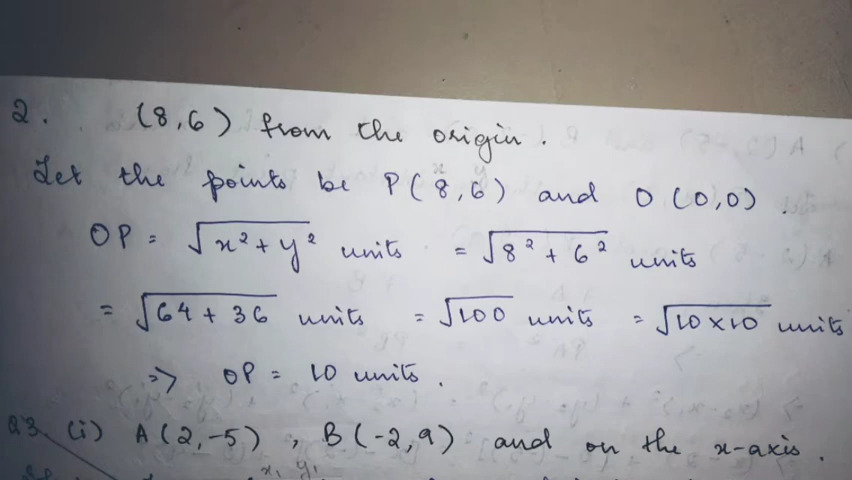 2. (8,6) from the origin.
x y
Let the points be P(8,6) and O(0,0).
OP = √x²+y² units = √8²+6² units
= √64+36 units = √100 units = √10×10 units
=> OP = 10 units.
Q3. (i) A(2,-5), B(-2,9) and on the x-axis.
x₁ y₁